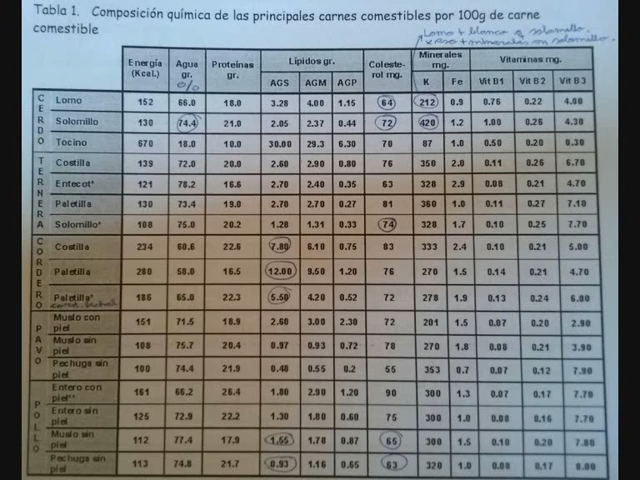 Tabla 1. Composición química de las principales carnes comestibles por 100g de carne
comestible
Lomo + blanco q solomillo.
Energía (KcaL) Agua gr. % Proteínas gr. Lípidos gr. Colesterol mg. Minerales mg. Vitaminas mg.
AGS AGM AGP K Fe Vit B1 Vit B2 Vit B3
CERDO
Lomo 152 66.0 18.0 3.28 4.00 1.15 64 212 0.9 0.76 0.22 4.00
Solomillo 130 74.4 21.0 2.05 2.37 0.44 72 420 1.2 1.00 0.26 4.30
Tocino 670 18.0 10.0 30.00 29.3 6.30 70 87 1.1 0.50 0.20 0.30
TERNERA
Costilla 139 72.0 20.0 2.60 2.90 0.80 76 350 2.0 0.11 0.26 6.70
Entecot* 121 78.2 16.6 2.70 2.40 0.35 63 328 2.9 0.08 0.21 4.70
Paletilla 130 73.4 19.0 2.70 2.70 0.27 81 360 1.0 0.11 0.27 7.10
Solomillo* 108 75.0 20.2 1.28 1.31 0.33 74 328 1.7 0.10 0.25 7.70
CORDERO
Costilla 234 60.6 22.6 7.80 6.10 0.75 83 333 2.4 0.10 0.21 5.00
Paletilla 280 58.0 16.5 12.00 9.50 1.20 76 270 1.5 0.14 0.21 4.70
Paletilla* 186 65.0 22.3 5.50 4.20 0.52 72 278 1.9 0.13 0.24 6.00
PAVO
Muslo con piel 151 71.5 18.9 2.60 3.00 2.30 72 201 1.5 0.07 0.20 2.90
Muslo sin piel 108 75.7 20.4 0.97 0.93 0.72 78 270 1.8 0.08 0.21 3.90
Pechuga sin piel 100 74.4 21.9 0.48 0.55 0.2 55 353 0.7 0.07 0.12 7.90
POLLO
Entero con piel** 161 66.2 26.4 1.80 2.90 1.20 90 300 1.3 0.07 0.17 7.70
Entero sin piel 125 72.9 22.2 1.30 1.80 0.60 75 300 1.0 0.08 0.16 7.70
Muslo sin piel 112 77.4 17.9 1.55 1.70 0.87 65 300 1.5 0.10 0.20 7.80
Pechuga sin piel 113 74.8 21.7 0.93 1.16 0.65 63 320 1.0 0.08 0.17 8.00